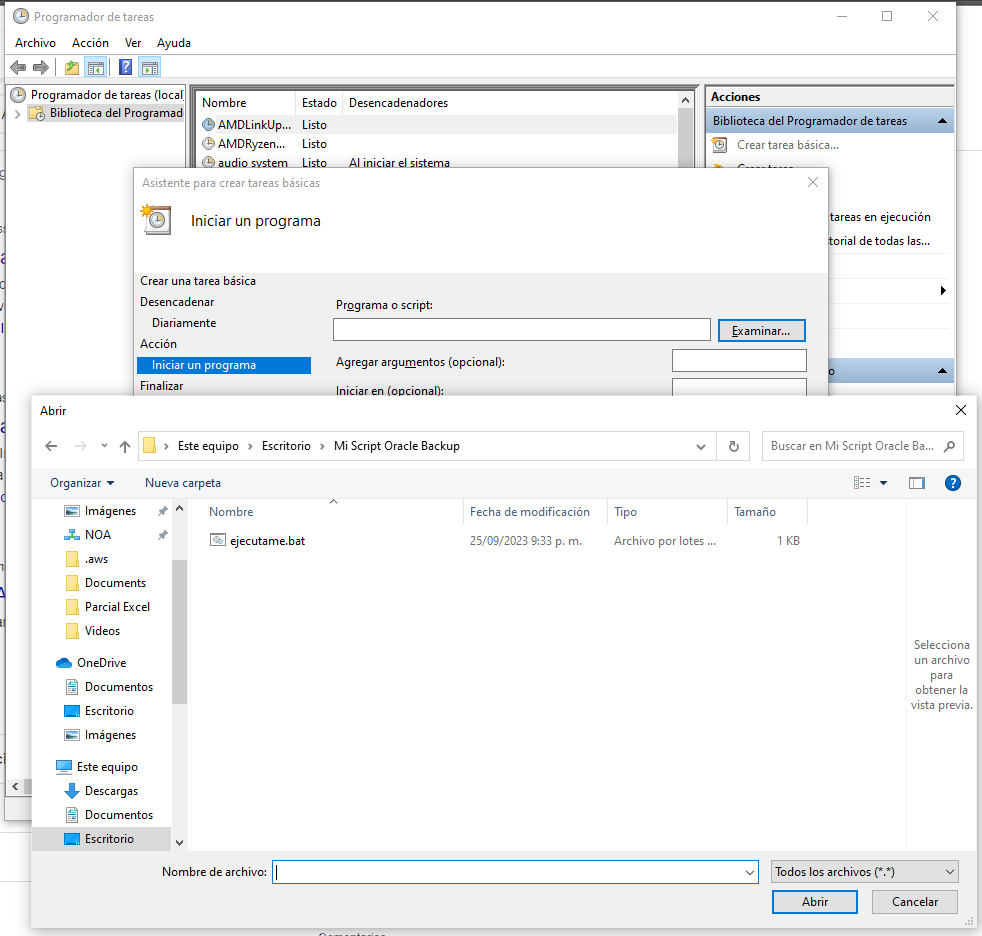 Programador de tareas
Archivo Acción Ver Ayuda
Programador de tareas (local
Biblioteca del Programad
Nombre Estado Desencadenadores
AMDLinkUp... Listo
AMDRyzen... Listo
audio system Listo Al iniciar el sistema
Acciones
Biblioteca del Programador de tareas
Crear tarea básica...
Crear tarea
tareas en ejecución
torial de todas las...
Asistente para crear tareas básicas
Iniciar un programa
Crear una tarea básica
Desencadenar
Diariamente
Acción
Iniciar un programa
Finalizar
Programa o script:
Examinar...
Agregar argumentos (opcional):
Iniciar en (opcional):
Abrir
Este equipo › Escritorio › Mi Script Oracle Backup
Buscar en Mi Script Oracle Ba...
Organizar Nueva carpeta
Imágenes
NOA
.aws
Documents
Parcial Excel
Videos
OneDrive
Documentos
Escritorio
Imágenes
Este equipo
Descargas
Documentos
Escritorio
Nombre Fecha de modificación Tipo Tamaño
ejecutame.bat 25/09/2023 9:33 p. m. Archivo por lotes ... 1 KB
Selecciona
un archivo
para
obtener la
vista previa.
Nombre de archivo:
Todos los archivos (*.*)
Abrir Cancelar